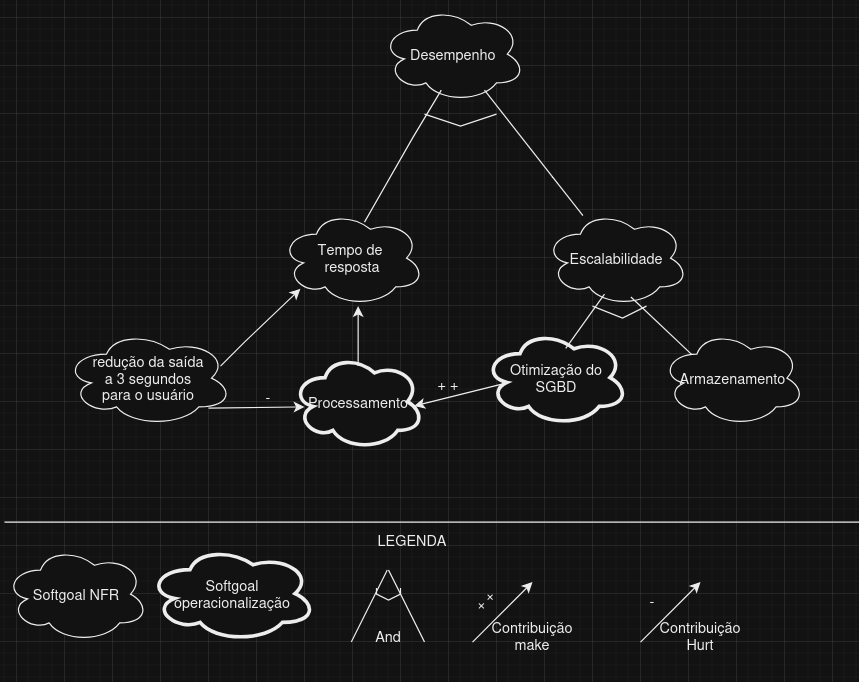 Desempenho
Tempo de
resposta
Escalabilidade
redução da saída
a 3 segundos
para o usuário
-
Processamento
+ +
Otimização do
SGBD
Armazenamento
LEGENDA
Softgoal NFR
Softgoal
operacionalização
And
× ×
Contribuição
make
-
Contribuição
Hurt